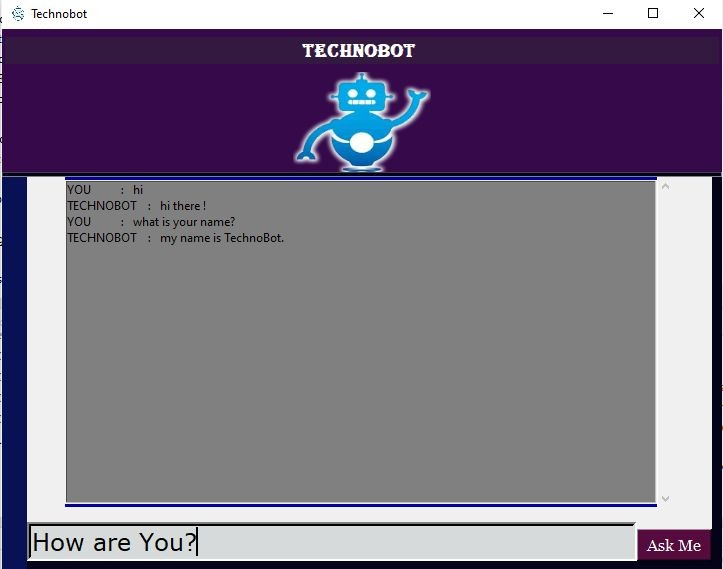 Technobot
TECHNOBOT
YOU : hi
TECHNOBOT : hi there !
YOU : what is your name?
TECHNOBOT : my name is TechnoBot.
How are You?
Ask Me